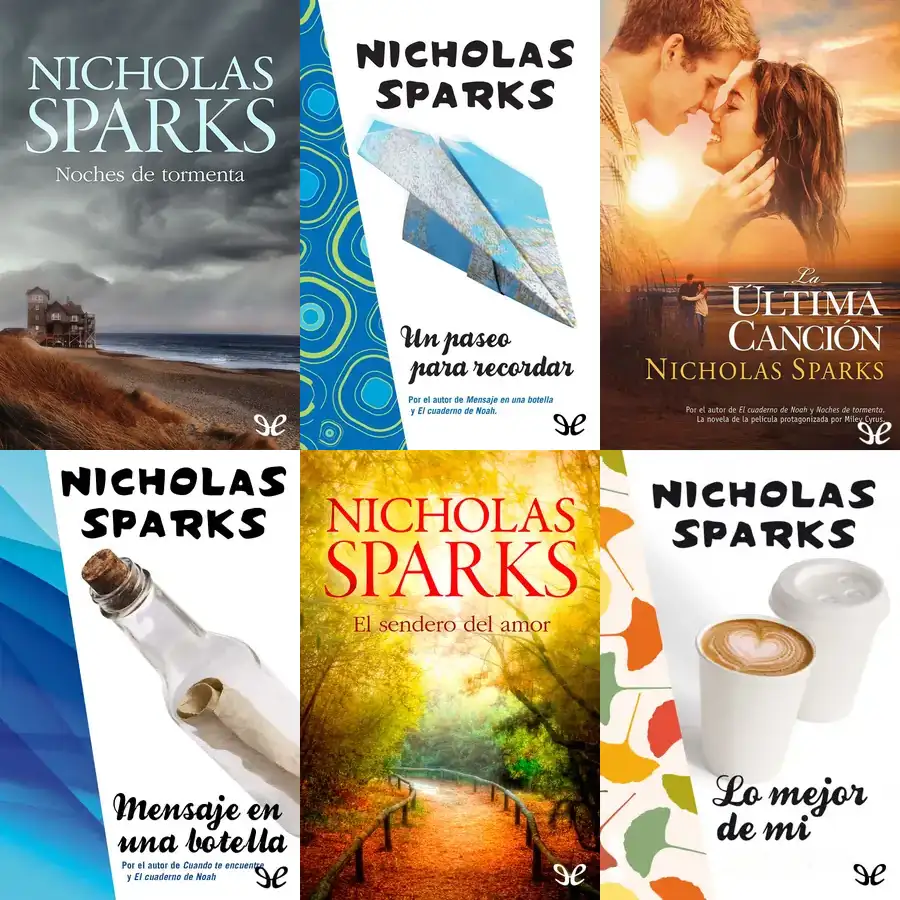 NICHOLAS
SPARKS
Noches de tormenta
NICHOLAS
SPARKS
Un paseo
para recordar
Por el autor de Mensaje en una botella
y El cuaderno de Noah.
La
ÚLTIMA
CANCIÓN
NICHOLAS SPARKS
Por el autor de El cuaderno de Noah y Noches de tormenta.
La novela de la película protagonizada por Miley Cyrus
NICHOLAS
SPARKS
Mensaje en
una botella
Por el autor de Cuando te encuentre
y El cuaderno de Noah
NICHOLAS
SPARKS
El sendero del amor
NICHOLAS
SPARKS
Lo mejor
de mi